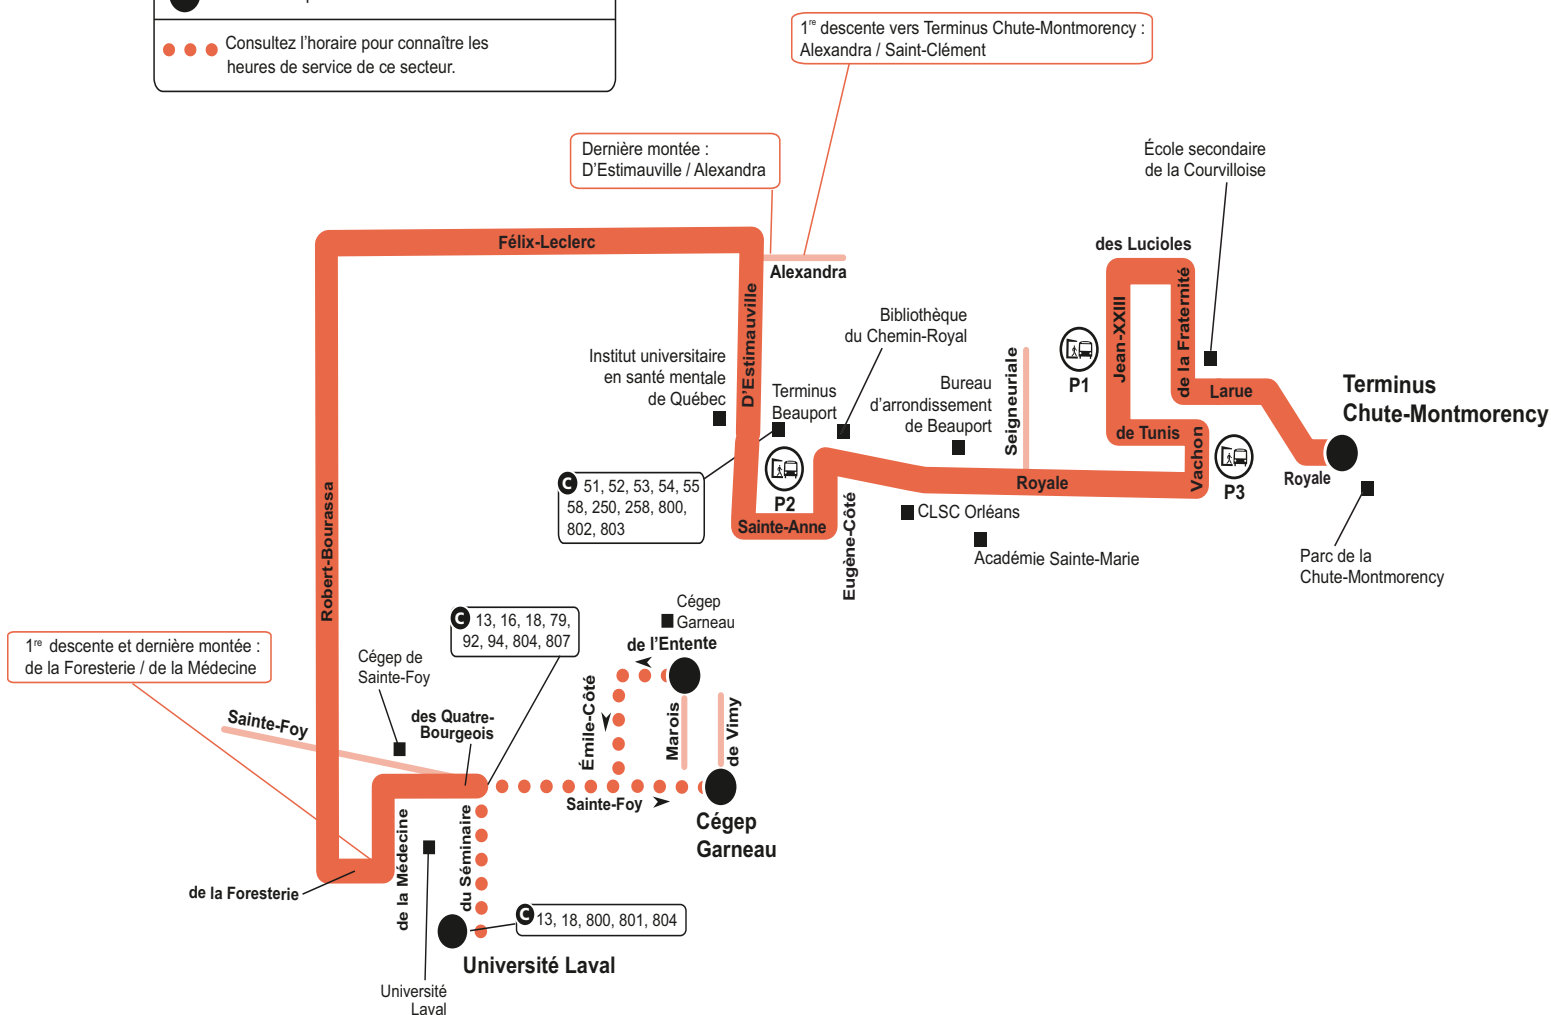 Consultez l'horaire pour connaître les
heures de service de ce secteur.
1re descente vers Terminus Chute-Montmorency :
Alexandra / Saint-Clément
Dernière montée :
D'Estimauville / Alexandra
École secondaire
de la Courvilloise
Félix-Leclerc
des Lucioles
Alexandra
D'Estimauville
Jean-XXIII
de la Fraternité
Bibliothèque
du Chemin-Royal
Institut universitaire
en santé mentale
de Québec
Terminus
Beauport
Bureau
d'arrondissement
de Beauport
Seigneuriale
P1
Larue
Terminus
Chute-Montmorency
de Tunis
Vachon
P3
Royale
Royale
C 51, 52, 53, 54, 55
58, 250, 258, 800,
802, 803
P2
Sainte-Anne
Eugène-Côté
CLSC Orléans
Académie Sainte-Marie
Parc de la
Chute-Montmorency
Robert-Bourassa
C 13, 16, 18, 79,
92, 94, 804, 807
Cégep
Garneau
de l'Entente
1re descente et dernière montée :
de la Foresterie / de la Médecine
Cégep de
Sainte-Foy
Sainte-Foy
des Quatre-
Bourgeois
Émile-Côté
Marois
de Vimy
Sainte-Foy
Cégep
Garneau
de la Médecine
du Séminaire
de la Foresterie
C 13, 18, 800, 801, 804
Université Laval
Université
Laval